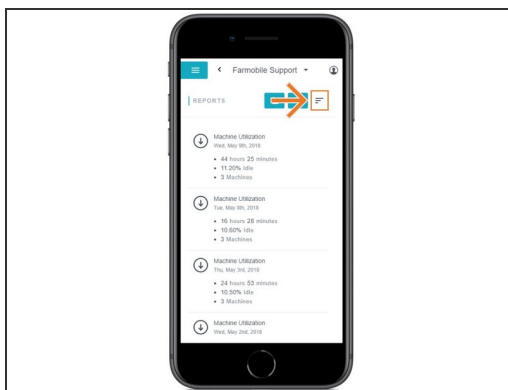 Farmobile Support
REPORTS
Machine Utilization
Wed, May 9th, 2018
44 hours 25 minutes
11.20% Idle
3 Machines
Machine Utilization
Tue, May 8th, 2018
16 hours 28 minutes
10.60% Idle
3 Machines
Machine Utilization
Thu, May 3rd, 2018
24 hours 53 minutes
10.50% Idle
3 Machines
Machine Utilization
Wed, May 2nd, 2018